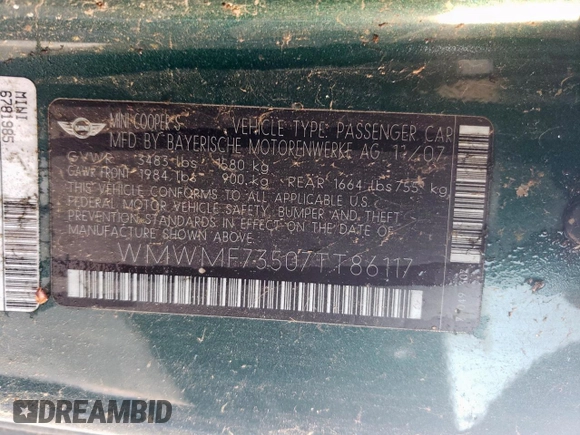 MINI COOPER S VEHICLE TYPE: PASSENGER CAR
MFD. BY BAYERISCHE MOTORENWERKE AG 11/07
GVWR 3483 lbs 1580 kg
GAWR FRONT 1984 lbs 900 kg REAR 1664 lbs 755 kg
THIS VEHICLE CONFORMS TO ALL APPLICABLE U.S.
FEDERAL MOTOR VEHICLE SAFETY, BUMPER AND THEFT
PREVENTION STANDARDS IN EFFECT ON THE DATE OF
MANUFACTURE SHOWN ABOVE.
WMWMF73507TT86117
MINI
6781985
DREAMBID